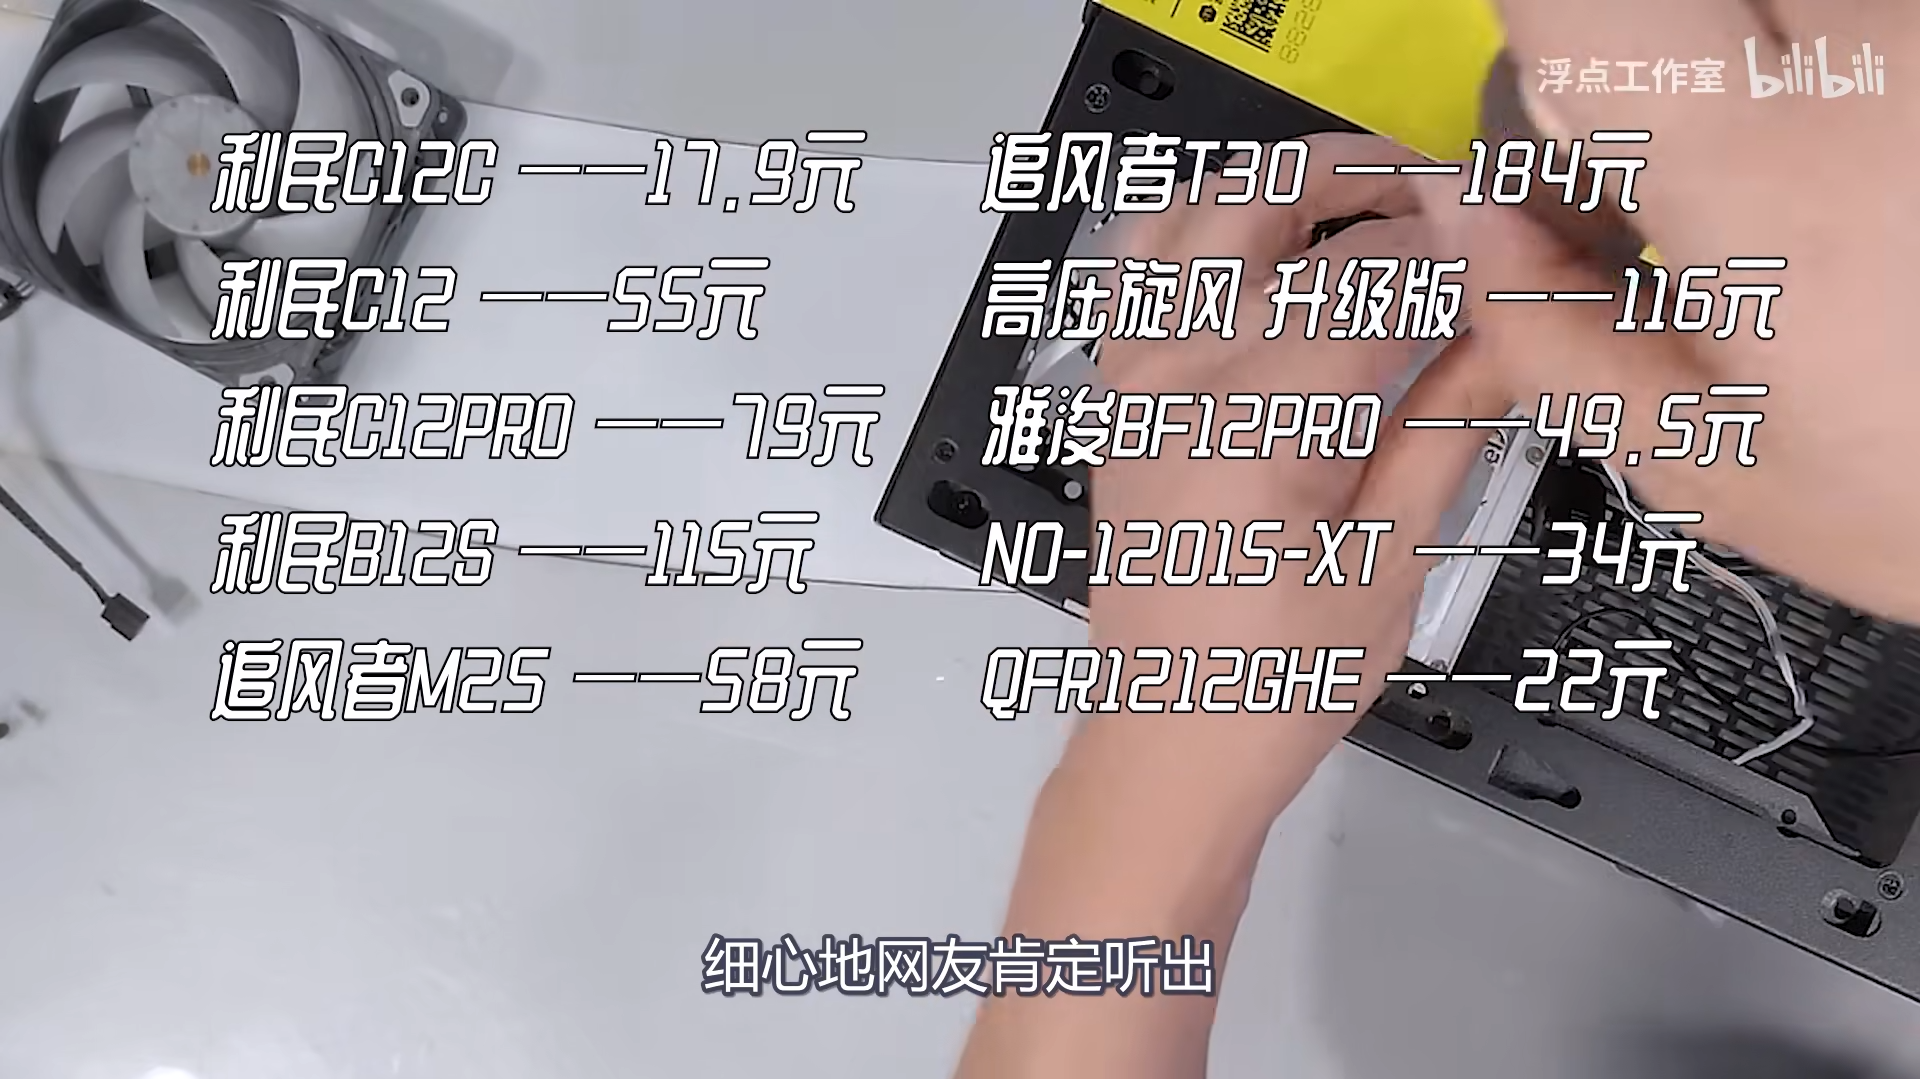 浮点工作室 bilibili
利民C12C ——17.9元
利民C12 ——55元
利民C12PRO ——79元
利民B12S ——115元
追风者M25 ——58元
追风者T30 ——184元
高压旋风 升级版 ——116元
雅浚BF12PRO ——49.5元
NO-12015-XT ——34元
QFR1212GHE ——22元
细心地网友肯定听出